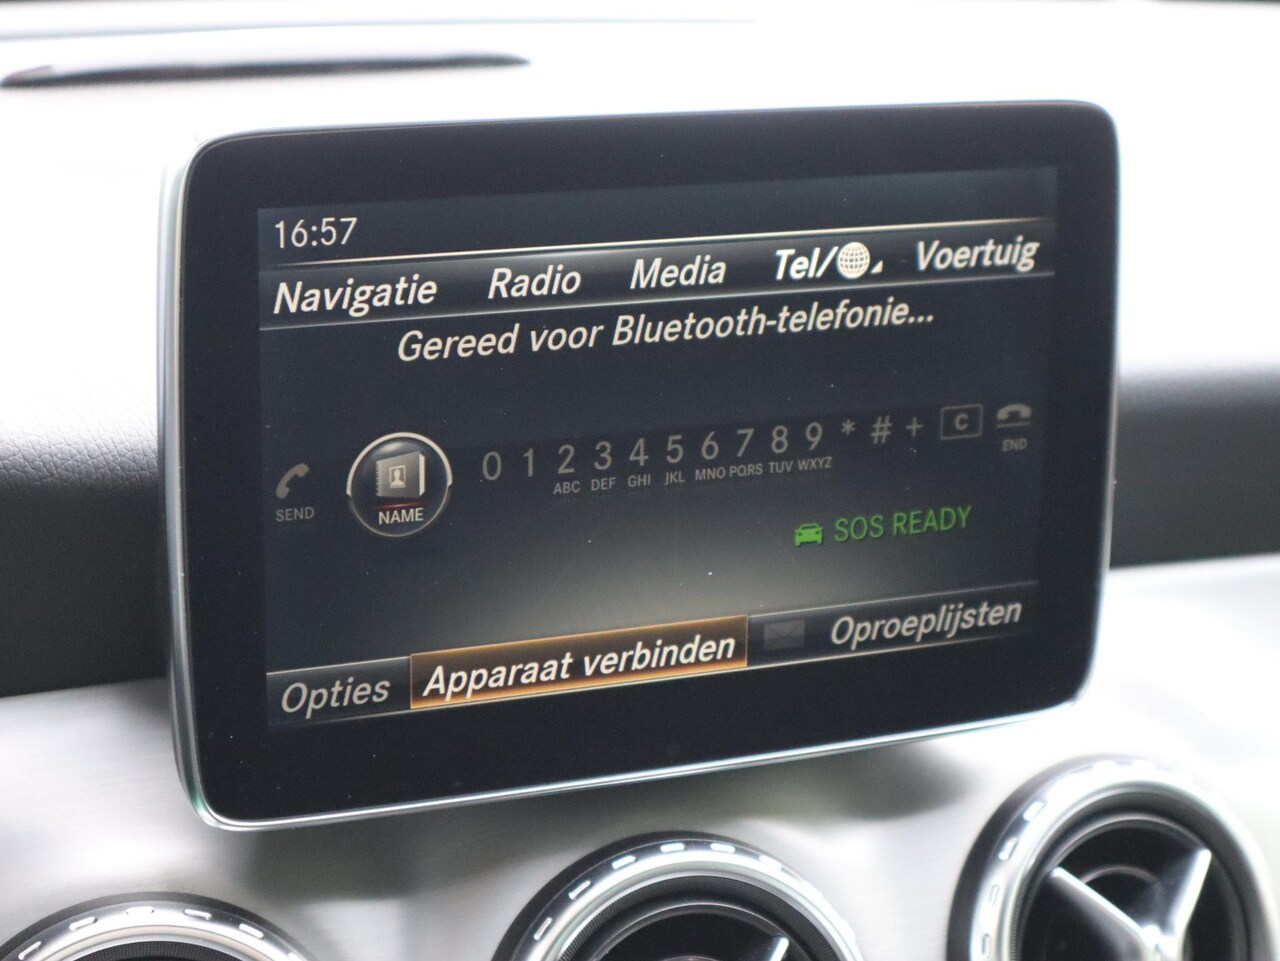 16:57
Navigatie Radio Media Tel/ Voertuig
Gereed voor Bluetooth-telefonie...
0 1 2 3 4 5 6 7 8 9 * # + C
ABC DEF GHI JKL MNO PQRS TUV WXYZ
SEND NAME END
SOS READY
Opties Apparaat verbinden Oproeplijsten